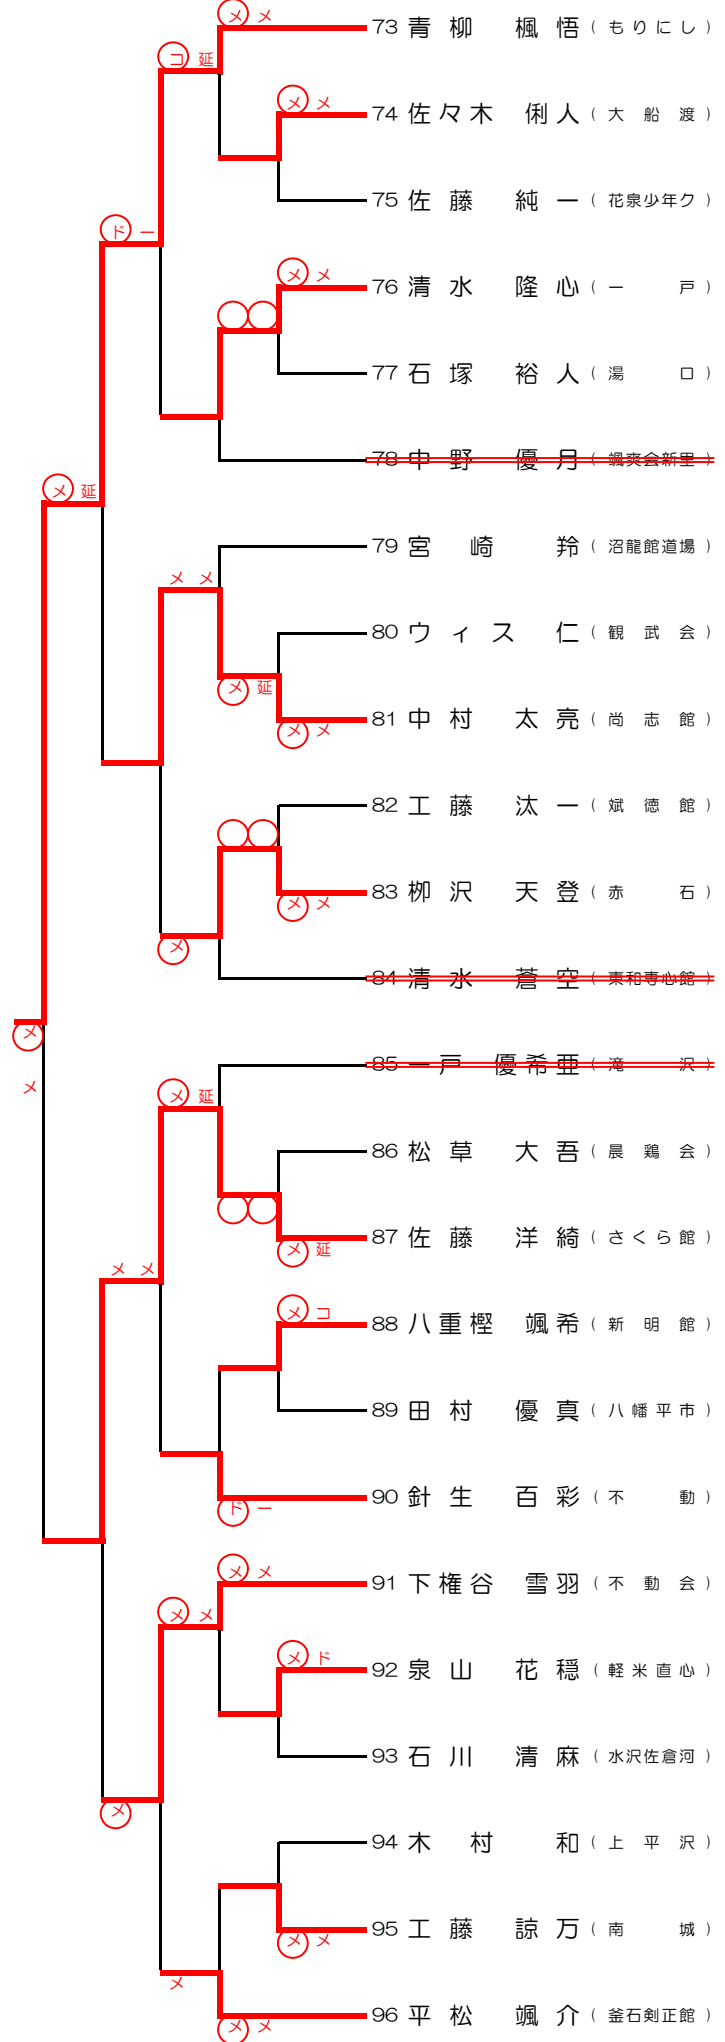 メ メ
73 青柳 楓悟 (もりにし)
コ 延
メ メ
74 佐々木 俐人 (大船渡)
75 佐藤 純一 (花泉少年ク)
ド ー
メ メ
76 清水 隆心 (一戸)
77 石塚 裕人 (湯口)
78 中野 優月 (颯爽会新里)
メ 延
79 宮崎 羚 (沼龍館道場)
メ メ
80 ウィス 仁 (観武会)
メ 延
81 中村 太亮 (尚志館)
メ メ
82 工藤 汰一 (斌徳館)
83 栁沢 天登 (赤石)
メ メ
メ
84 清水 蒼空 (東和専心館)
メ
85 一戸 優希亜 (滝沢)
メ
メ 延
86 松草 大吾 (晨鶏会)
87 佐藤 洋綺 (さくら館)
メ 延
メ メ
メ コ
88 八重樫 颯希 (新明館)
89 田村 優真 (八幡平市)
90 針生 百彩 (不動)
ド ー
メ メ
91 下権谷 雪羽 (不動会)
メ メ
メ ド
92 泉山 花穏 (軽米直心)
93 石川 清麻 (水沢佐倉河)
メ
94 木村 和 (上平沢)
95 工藤 諒万 (南城)
メ メ
メ
96 平松 颯介 (釜石剣正館)
メ メ